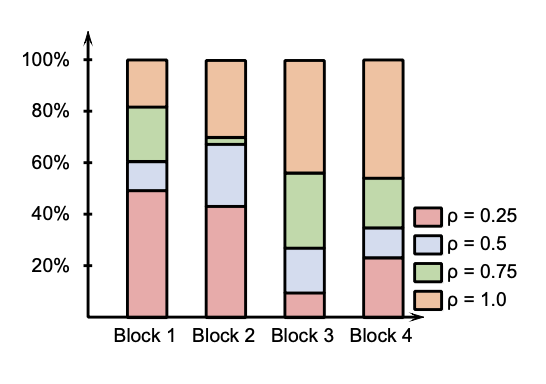 100%
80%
60%
40%
20%
ρ = 0.25
ρ = 0.5
ρ = 0.75
ρ = 1.0
Block 1 Block 2 Block 3 Block 4